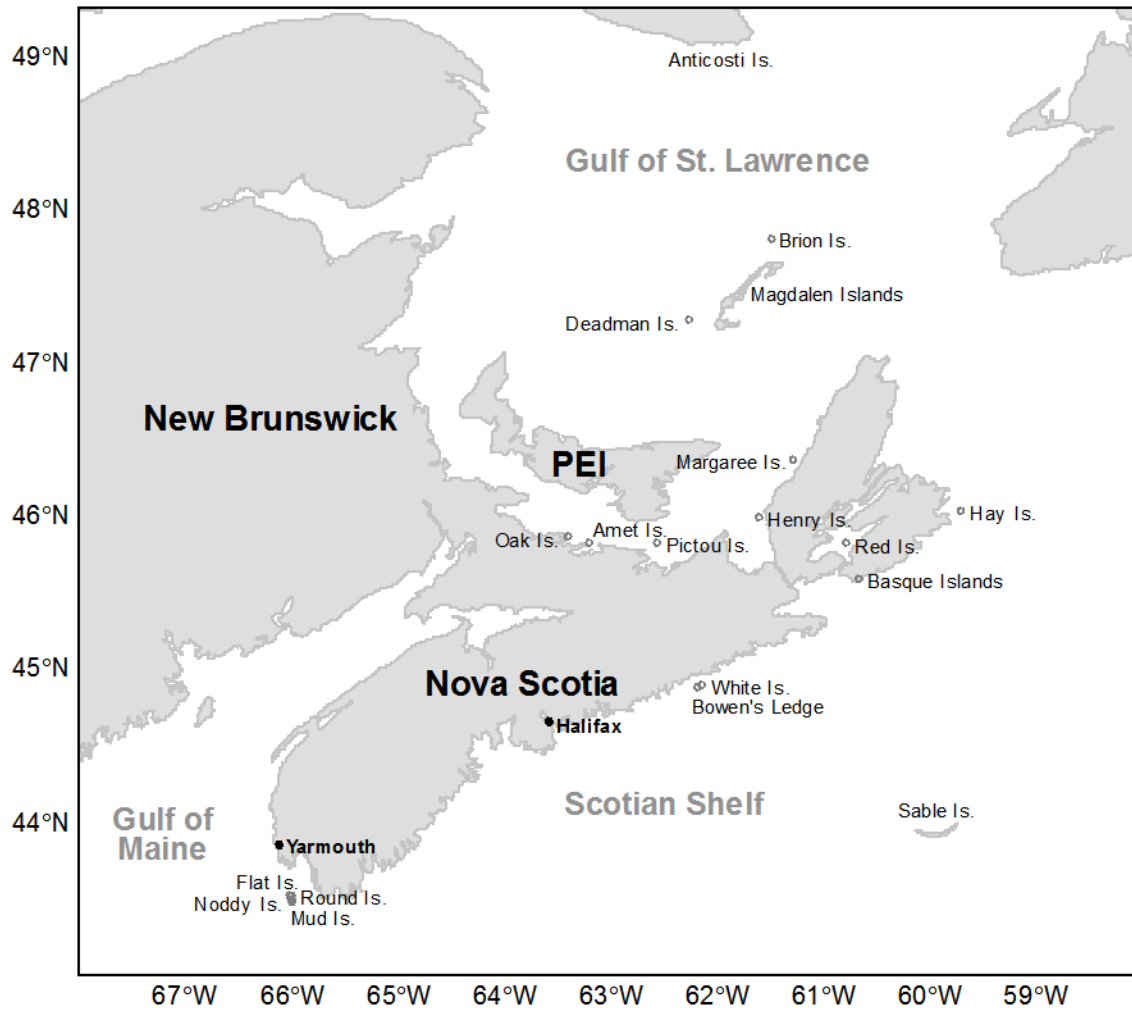 49°N
Anticosti Is.
Gulf of St. Lawrence
48°N
Brion Is.
Magdalen Islands
Deadman Is.
47°N
New Brunswick
PEI
Margaree Is.
46°N
Hay Is.
Henry Is.
Amet Is.
Oak Is.
Pictou Is.
Red Is.
Basque Islands
45°N
Nova Scotia
White Is.
Bowen's Ledge
Halifax
Scotian Shelf
Sable Is.
44°N
Gulf of
Maine
Yarmouth
Flat Is.
Noddy Is.
Round Is.
Mud Is.
67°W 66°W 65°W 64°W 63°W 62°W 61°W 60°W 59°W